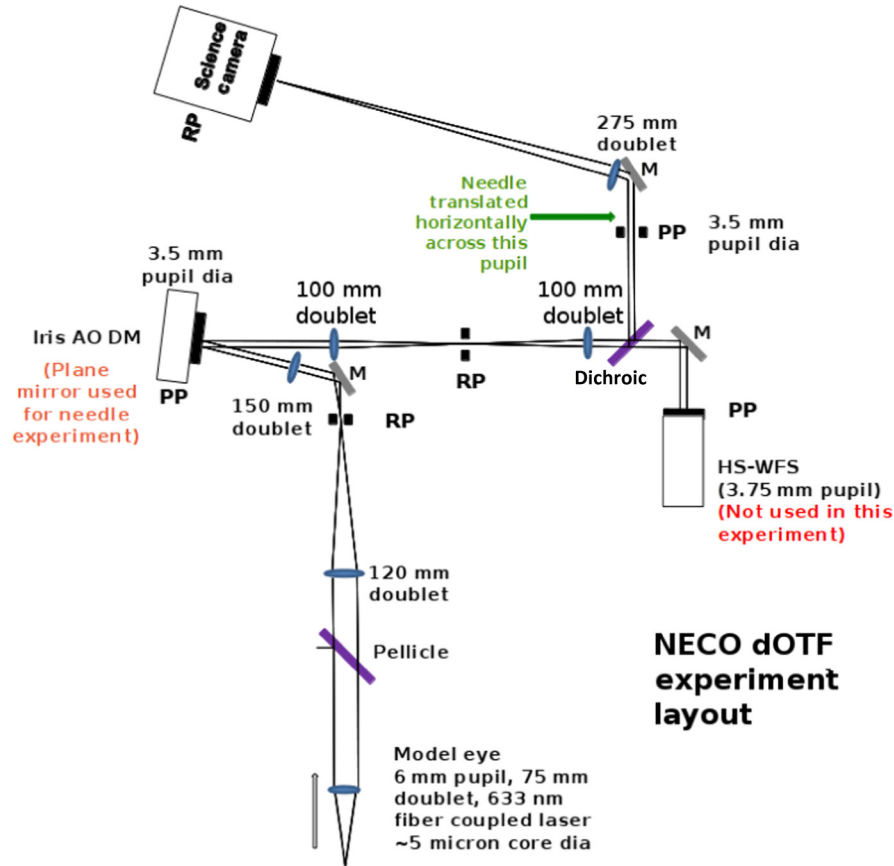 Science
camera
RP
275 mm
doublet
M
Needle
translated
horizontally
across this
pupil
PP
3.5 mm
pupil dia
3.5 mm
pupil dia
100 mm
doublet
100 mm
doublet
Iris AO DM
(Plane
mirror used
for needle
experiment)
PP
M
RP
Dichroic
M
150 mm
doublet
RP
PP
HS-WFS
(3.75 mm pupil)
(Not used in this
experiment)
120 mm
doublet
Pellicle
NECO dOTF
experiment
layout
Model eye
6 mm pupil, 75 mm
doublet, 633 nm
fiber coupled laser
~5 micron core dia